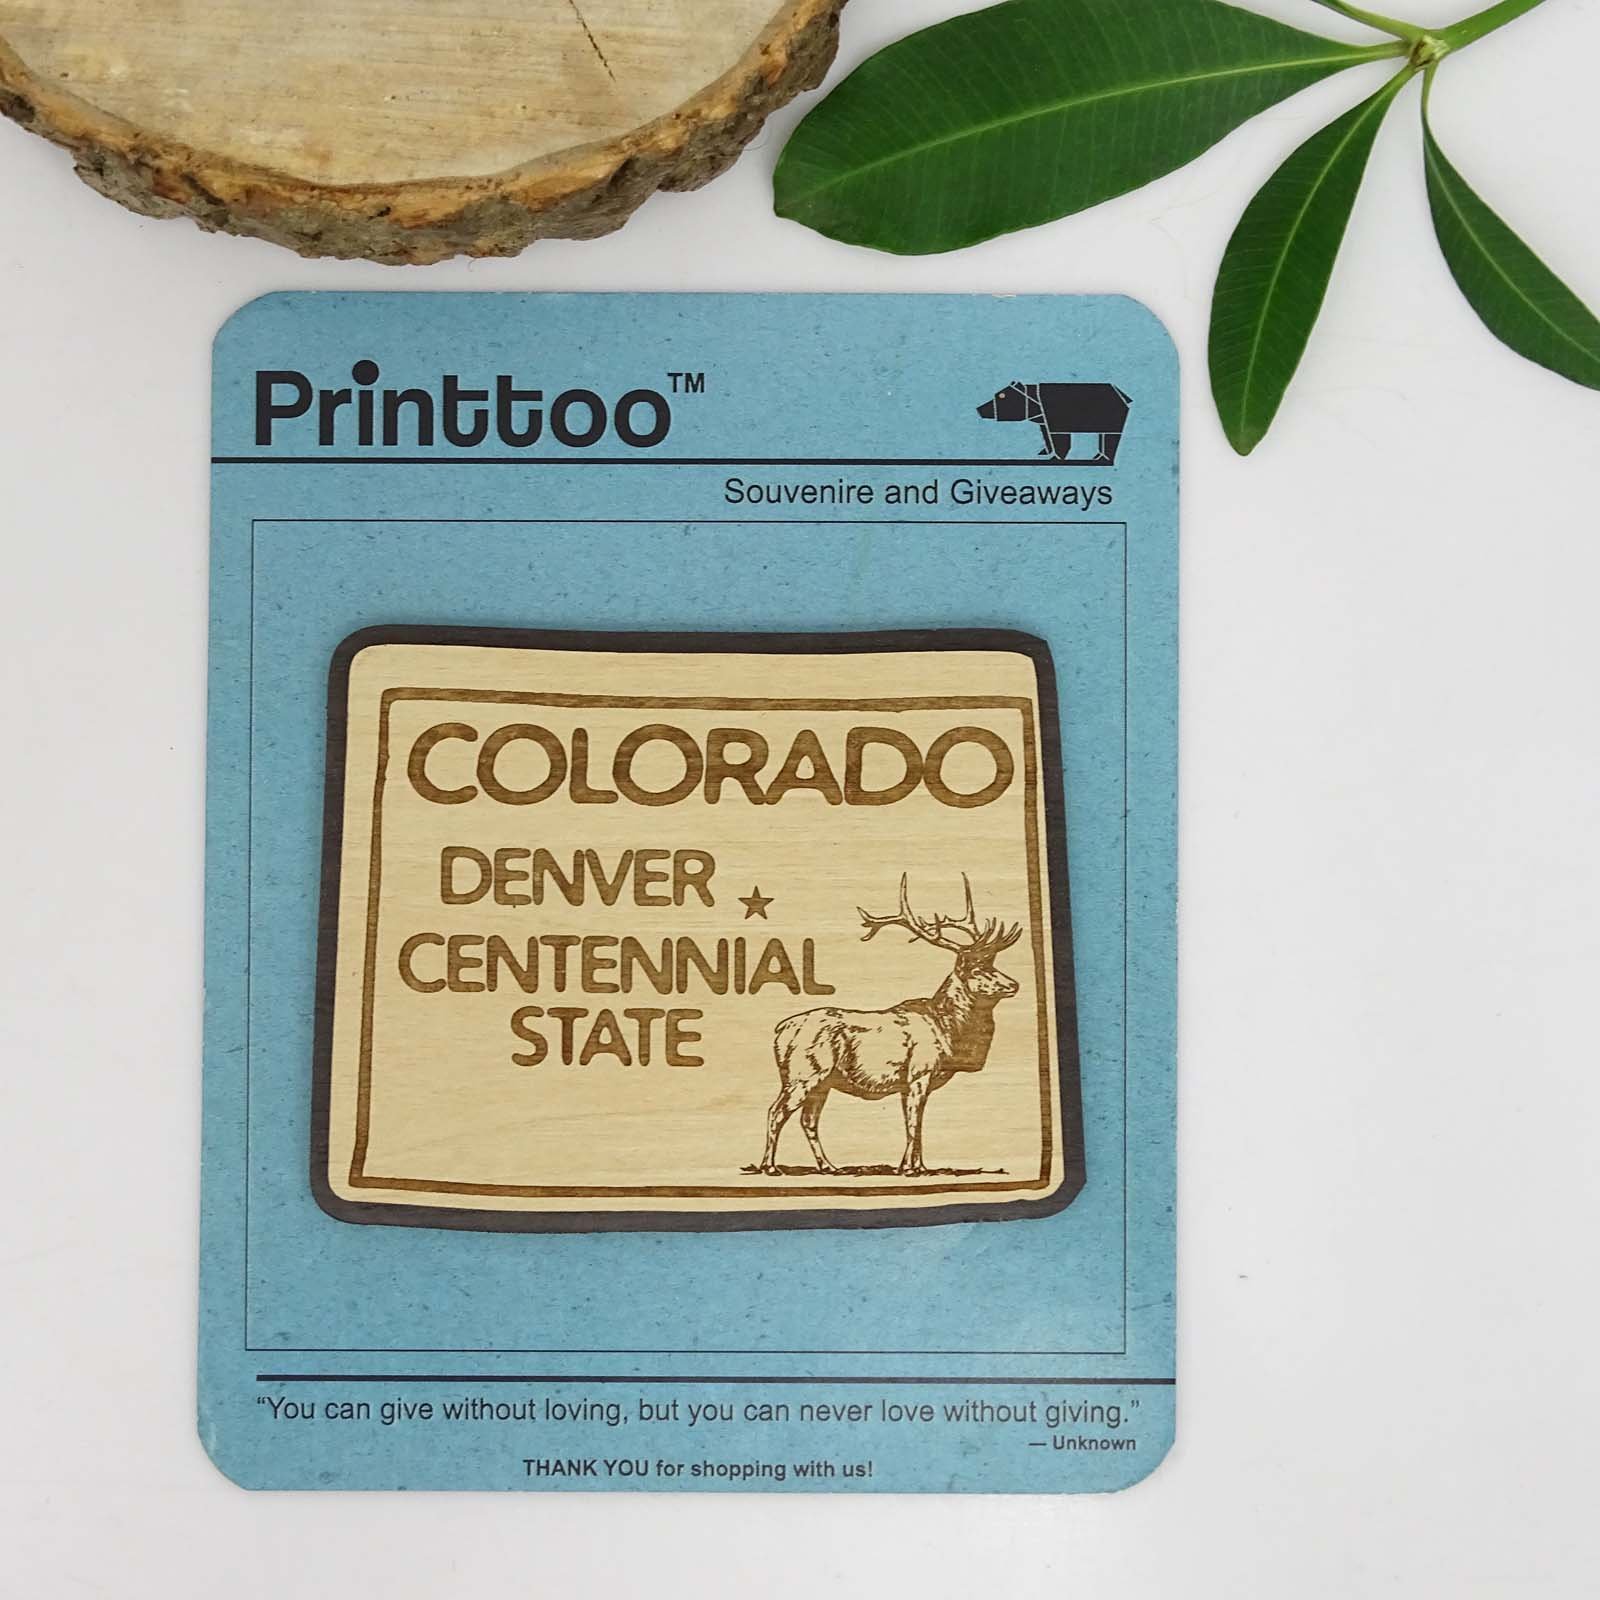 Printtoo™
Souvenire and Giveaways
COLORADO
DENVER
CENTENNIAL
STATE
“You can give without loving, but you can never love without giving.”
— Unknown
THANK YOU for shopping with us!